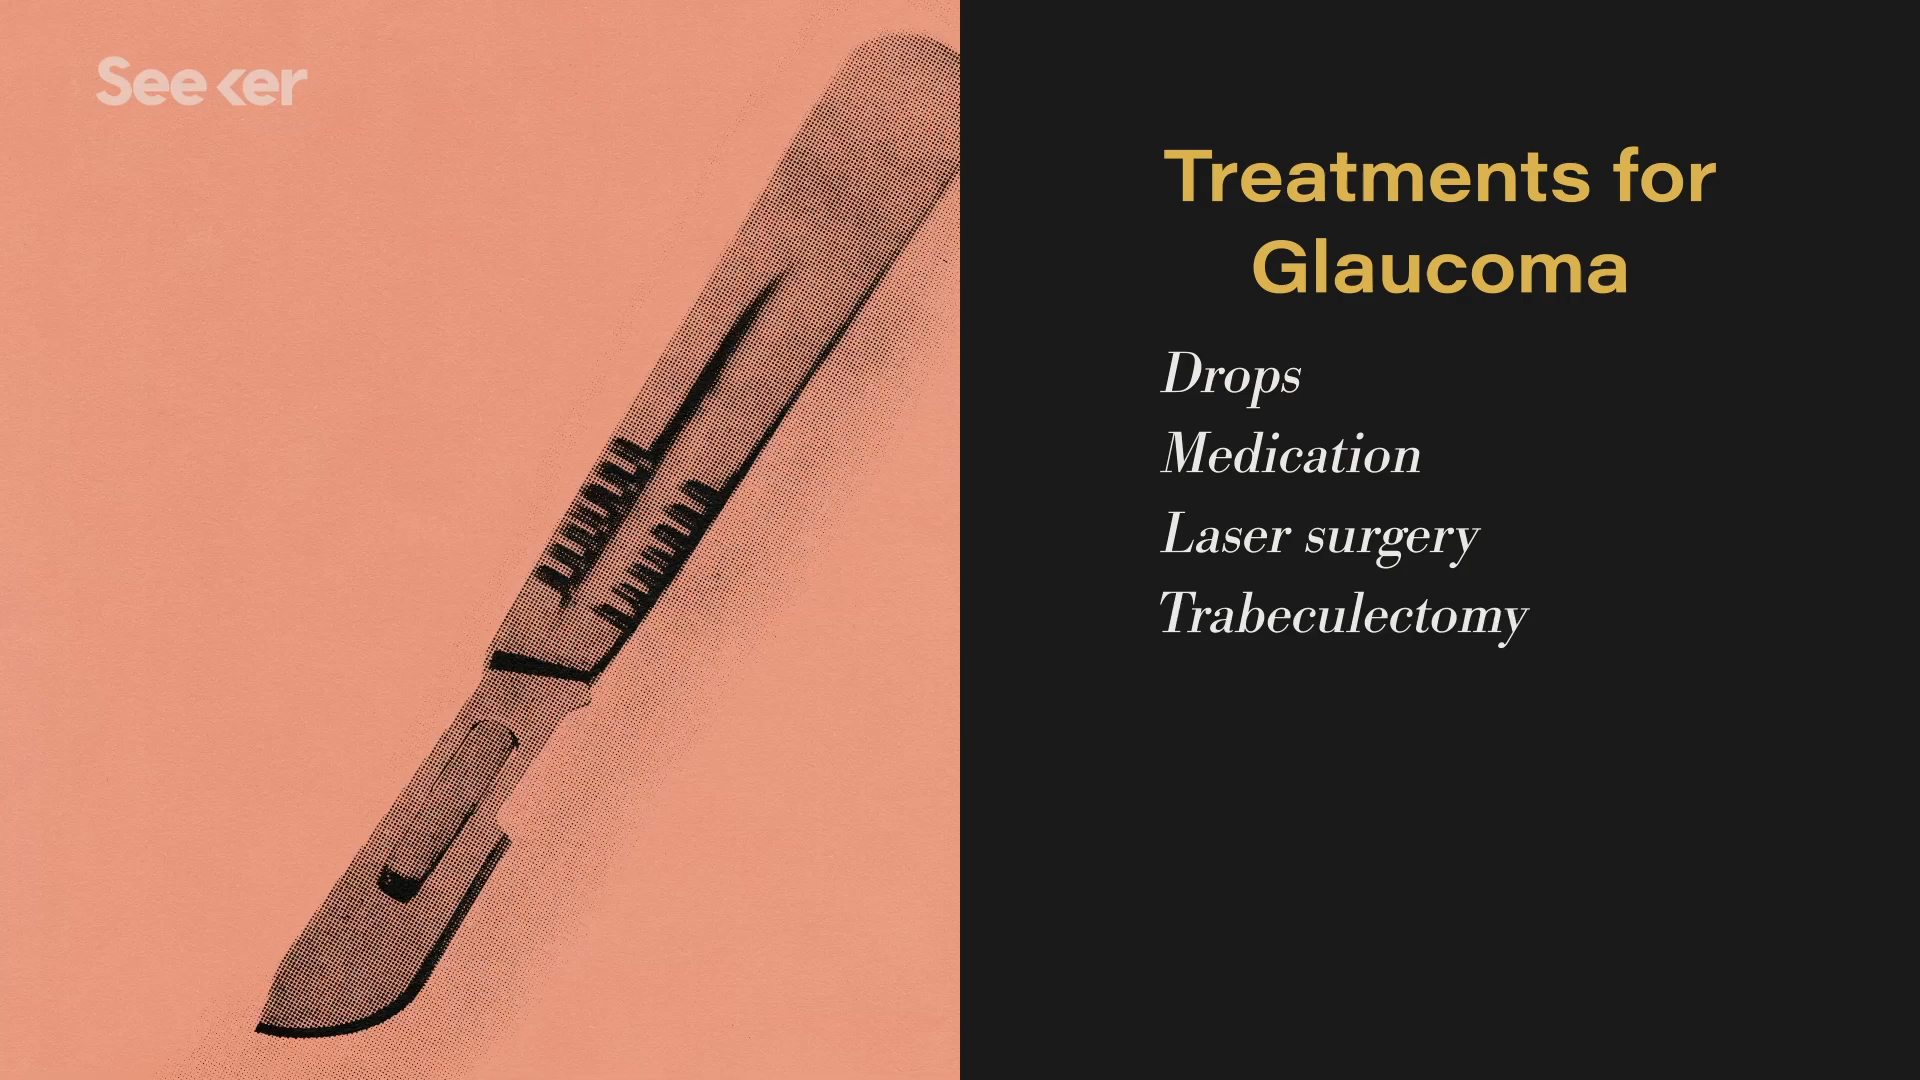 Seeker
Treatments for
Glaucoma
Drops
Medication
Laser surgery
Trabeculectomy